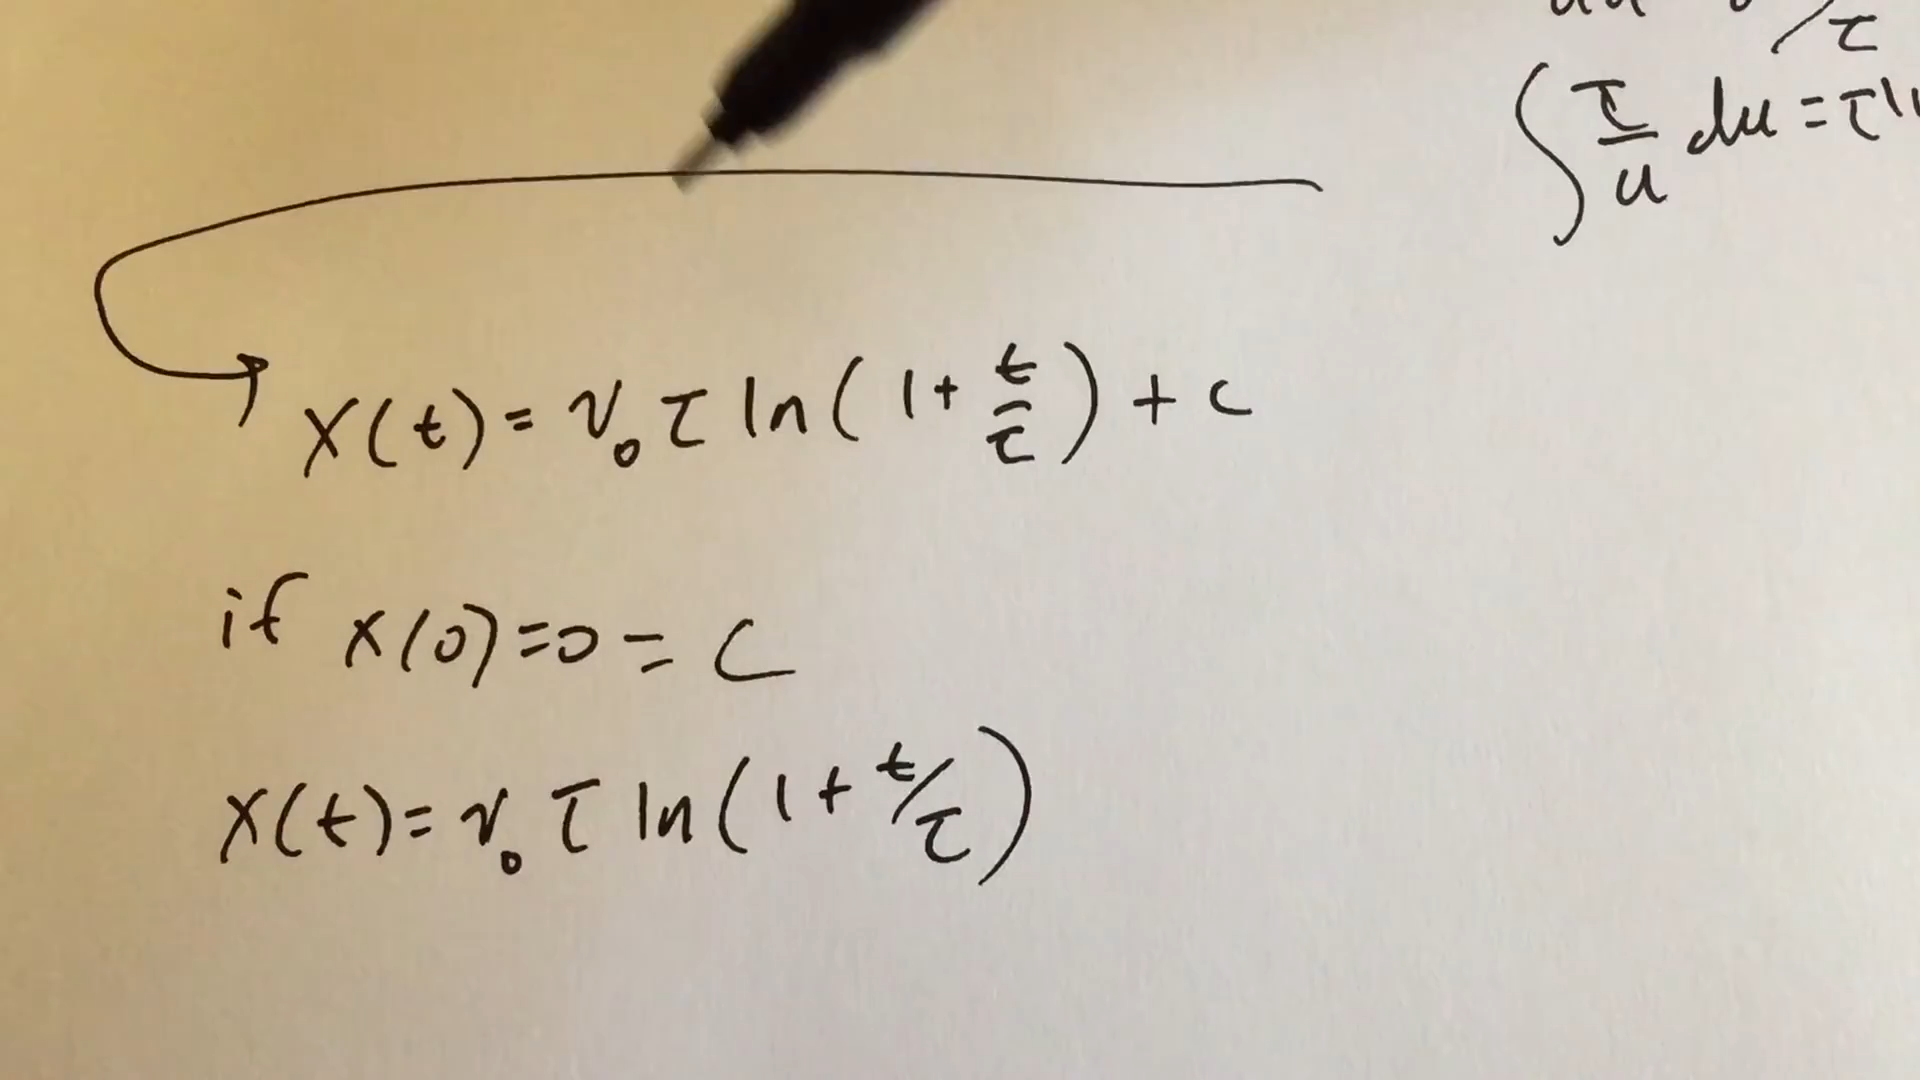 /τ
∫ τ/u du = τ
x(t) = v₀ τ ln( 1 + t/τ ) + c
if x(0) = 0 = C
x(t) = v₀ τ ln( 1 + t/τ )